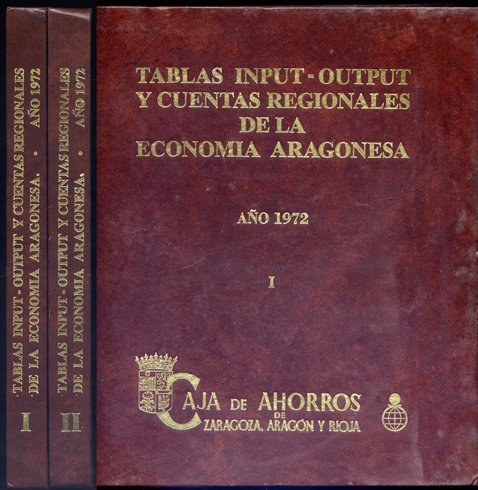 TABLAS INPUT-OUTPUT Y CUENTAS REGIONALES
DE LA ECONOMIA ARAGONESA. • AÑO 1972
I
TABLAS INPUT-OUTPUT Y CUENTAS REGIONALES
DE LA ECONOMIA ARAGONESA. • AÑO 1972
II
TABLAS INPUT-OUTPUT
Y CUENTAS REGIONALES
DE LA
ECONOMIA ARAGONESA
AÑO 1972
I
CAJA DE AHORROS
DE
ZARAGOZA, ARAGÓN Y RIOJA